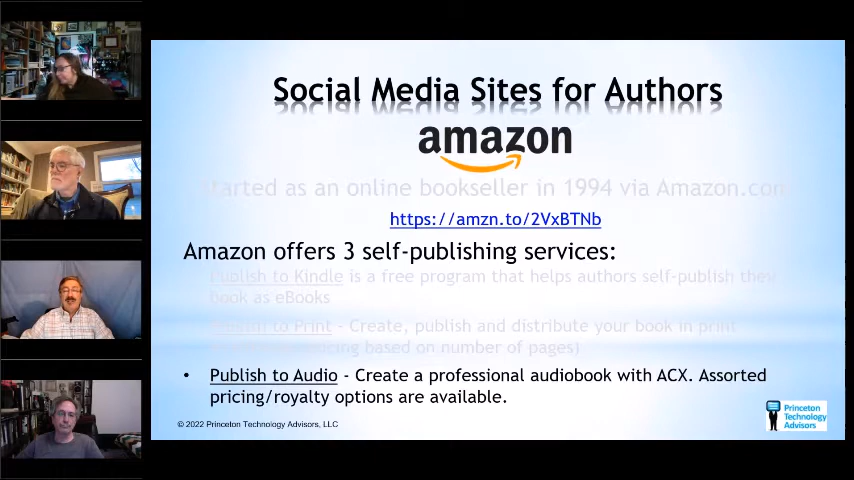 Social Media Sites for Authors
amazon
started as an online bookseller in 1994 via Amazon.com
https://amzn.to/2VxBTNb
Amazon offers 3 self-publishing services:
Publish to Kindle is a free program that helps authors self-publish their
book as eBooks
Publish to Print - Create, publish and distribute your book in print
pricing based on number of pages)
• Publish to Audio - Create a professional audiobook with ACX. Assorted
pricing/royalty options are available.
© 2022 Princeton Technology Advisors, LLC
Princeton
Technology
Advisors